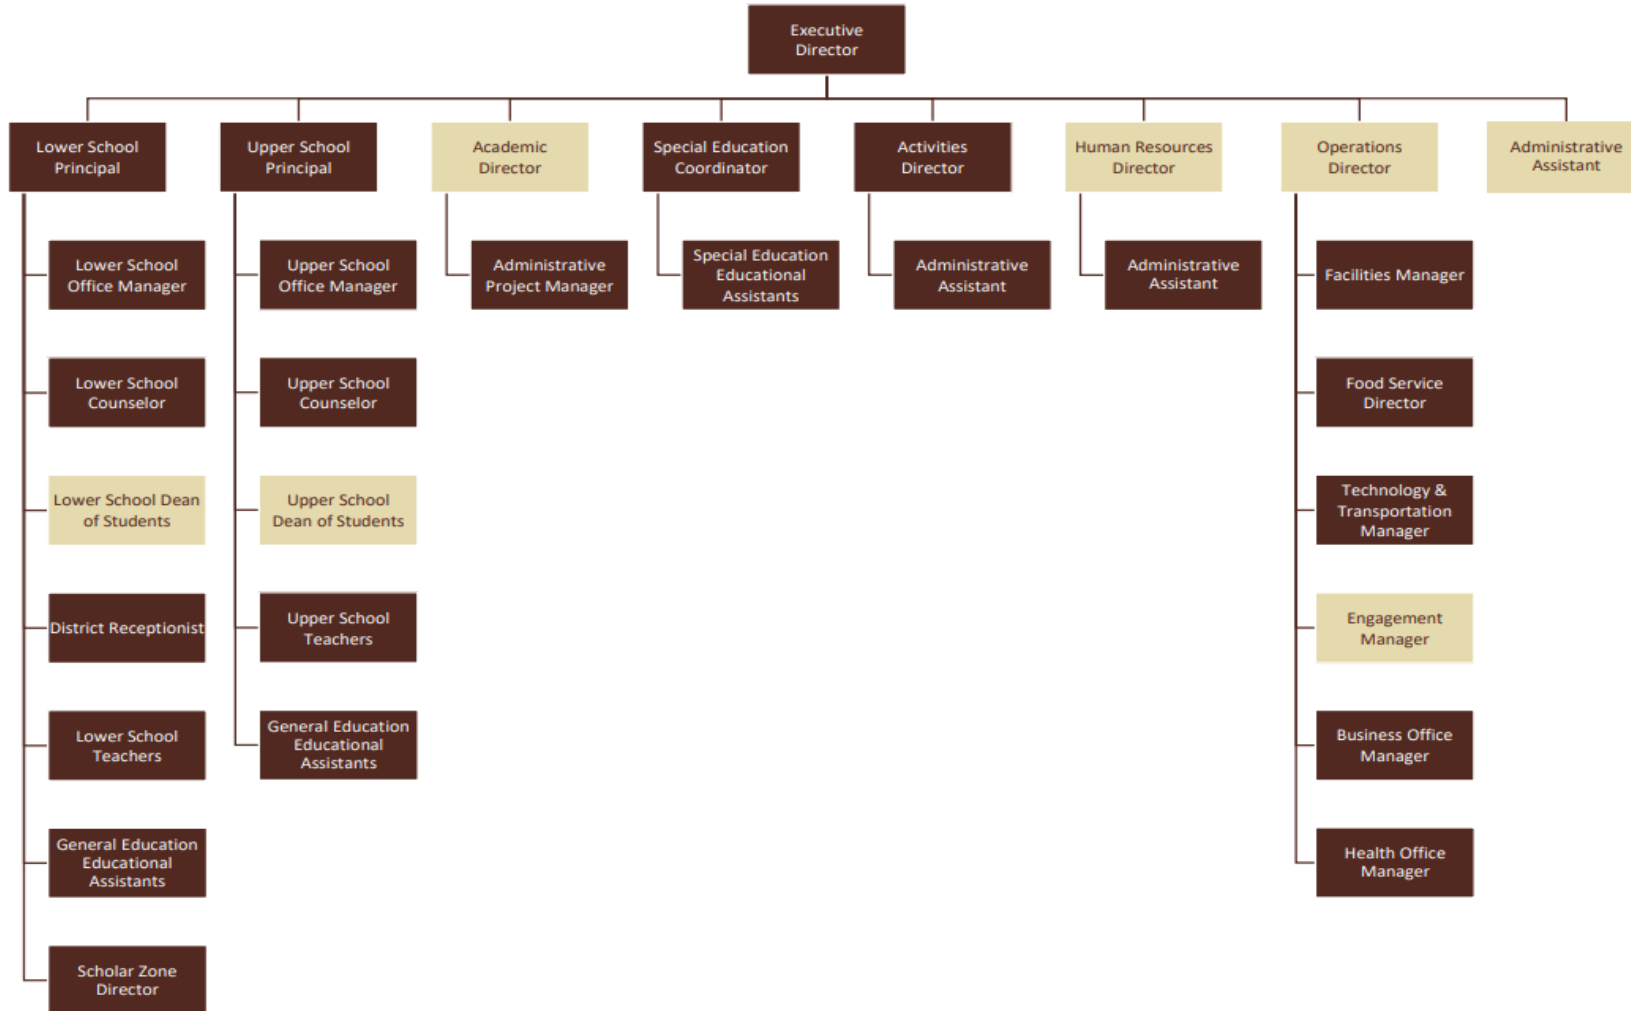 Executive
Director
Lower School
Principal
Upper School
Principal
Academic
Director
Special Education
Coordinator
Activities
Director
Human Resources
Director
Operations
Director
Administrative
Assistant
Lower School
Office Manager
Upper School
Office Manager
Administrative
Project Manager
Special Education
Educational
Assistants
Administrative
Assistant
Administrative
Assistant
Facilities Manager
Lower School
Counselor
Upper School
Counselor
Food Service
Director
Lower School Dean
of Students
Upper School
Dean of Students
Technology &
Transportation
Manager
District Receptionist
Upper School
Teachers
Engagement
Manager
Lower School
Teachers
General Education
Educational
Assistants
Business Office
Manager
General Education
Educational
Assistants
Health Office
Manager
Scholar Zone
Director